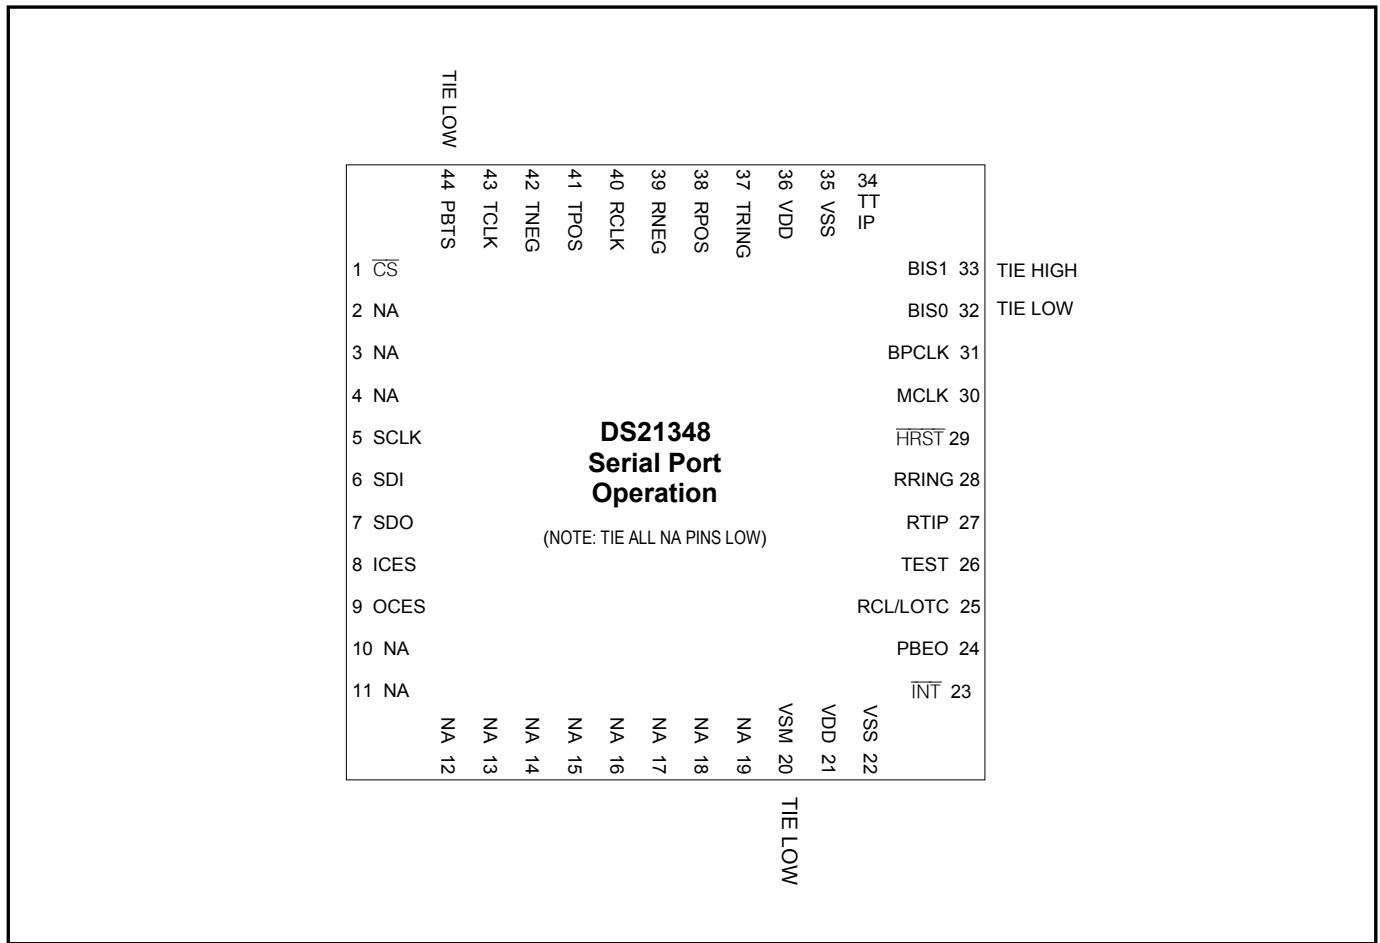 TIE LOW
44 PBTS
43 TCLK
42 TNEG
41 TPOS
40 RCLK
39 RNEG
38 RPOS
37 TRING
36 VDD
35 VSS
34
TT
IP
1 CS
2 NA
3 NA
4 NA
5 SCLK
6 SDI
7 SDO
8 ICES
9 OCES
10 NA
11 NA
BIS1 33 TIE HIGH
BIS0 32 TIE LOW
BPCLK 31
MCLK 30
HRST 29
RRING 28
RTIP 27
TEST 26
RCL/LOTC 25
PBEO 24
INT 23
DS21348
Serial Port
Operation
(NOTE: TIE ALL NA PINS LOW)
NA 12
NA 13
NA 14
NA 15
NA 16
NA 17
NA 18
NA 19
VSM 20
VDD 21
VSS 22
TIE LOW